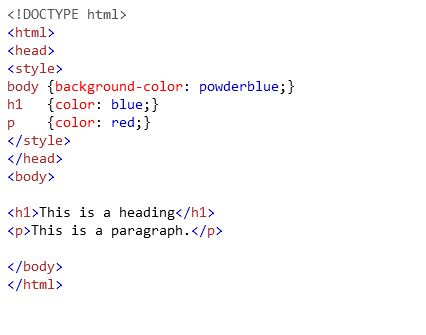 <!DOCTYPE html>
<html>
<head>
<style>
body {background-color: powderblue;}
h1   {color: blue;}
p    {color: red;}
</style>
</head>
<body>

<h1>This is a heading</h1>
<p>This is a paragraph.</p>

</body>
</html>